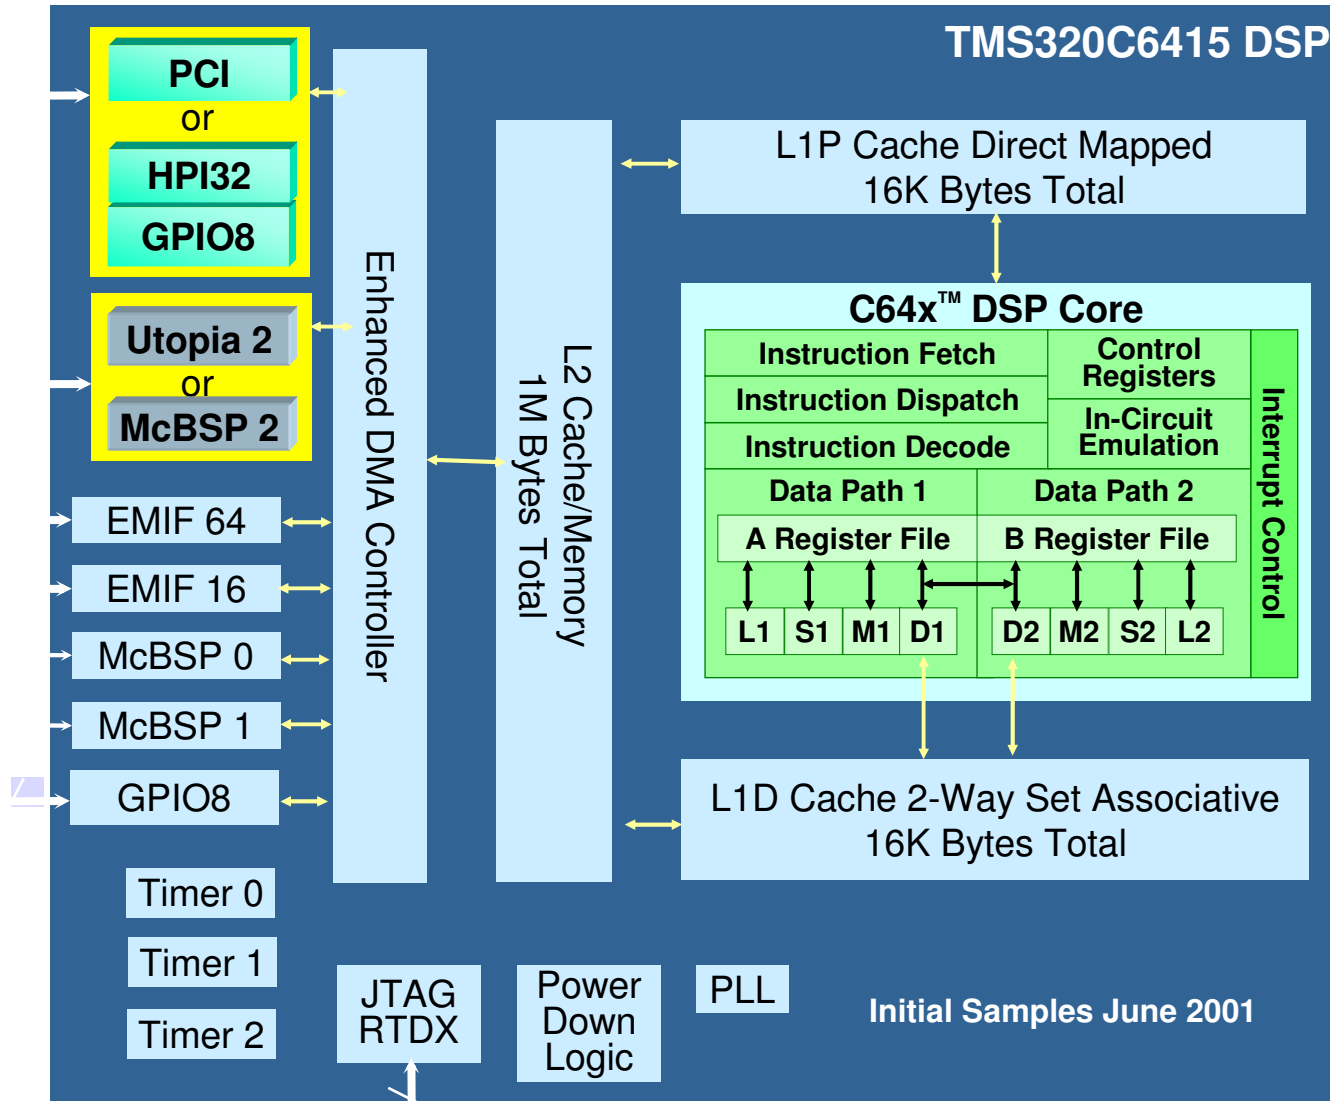 TMS320C6415 DSP
PCI
or
HPI32
GPIO8
Utopia 2
or
McBSP 2
EMIF 64
EMIF 16
McBSP 0
McBSP 1
GPIO8
Timer 0
Timer 1
Timer 2
Enhanced DMA Controller
L2 Cache/Memory
1M Bytes Total
L1P Cache Direct Mapped
16K Bytes Total
C64x™ DSP Core
Instruction Fetch
Instruction Dispatch
Instruction Decode
Control
Registers
In-Circuit
Emulation
Interrupt Control
Data Path 1
Data Path 2
A Register File
B Register File
L1 S1 M1 D1
D2 M2 S2 L2
L1D Cache 2-Way Set Associative
16K Bytes Total
JTAG
RTDX
Power
Down
Logic
PLL
Initial Samples June 2001